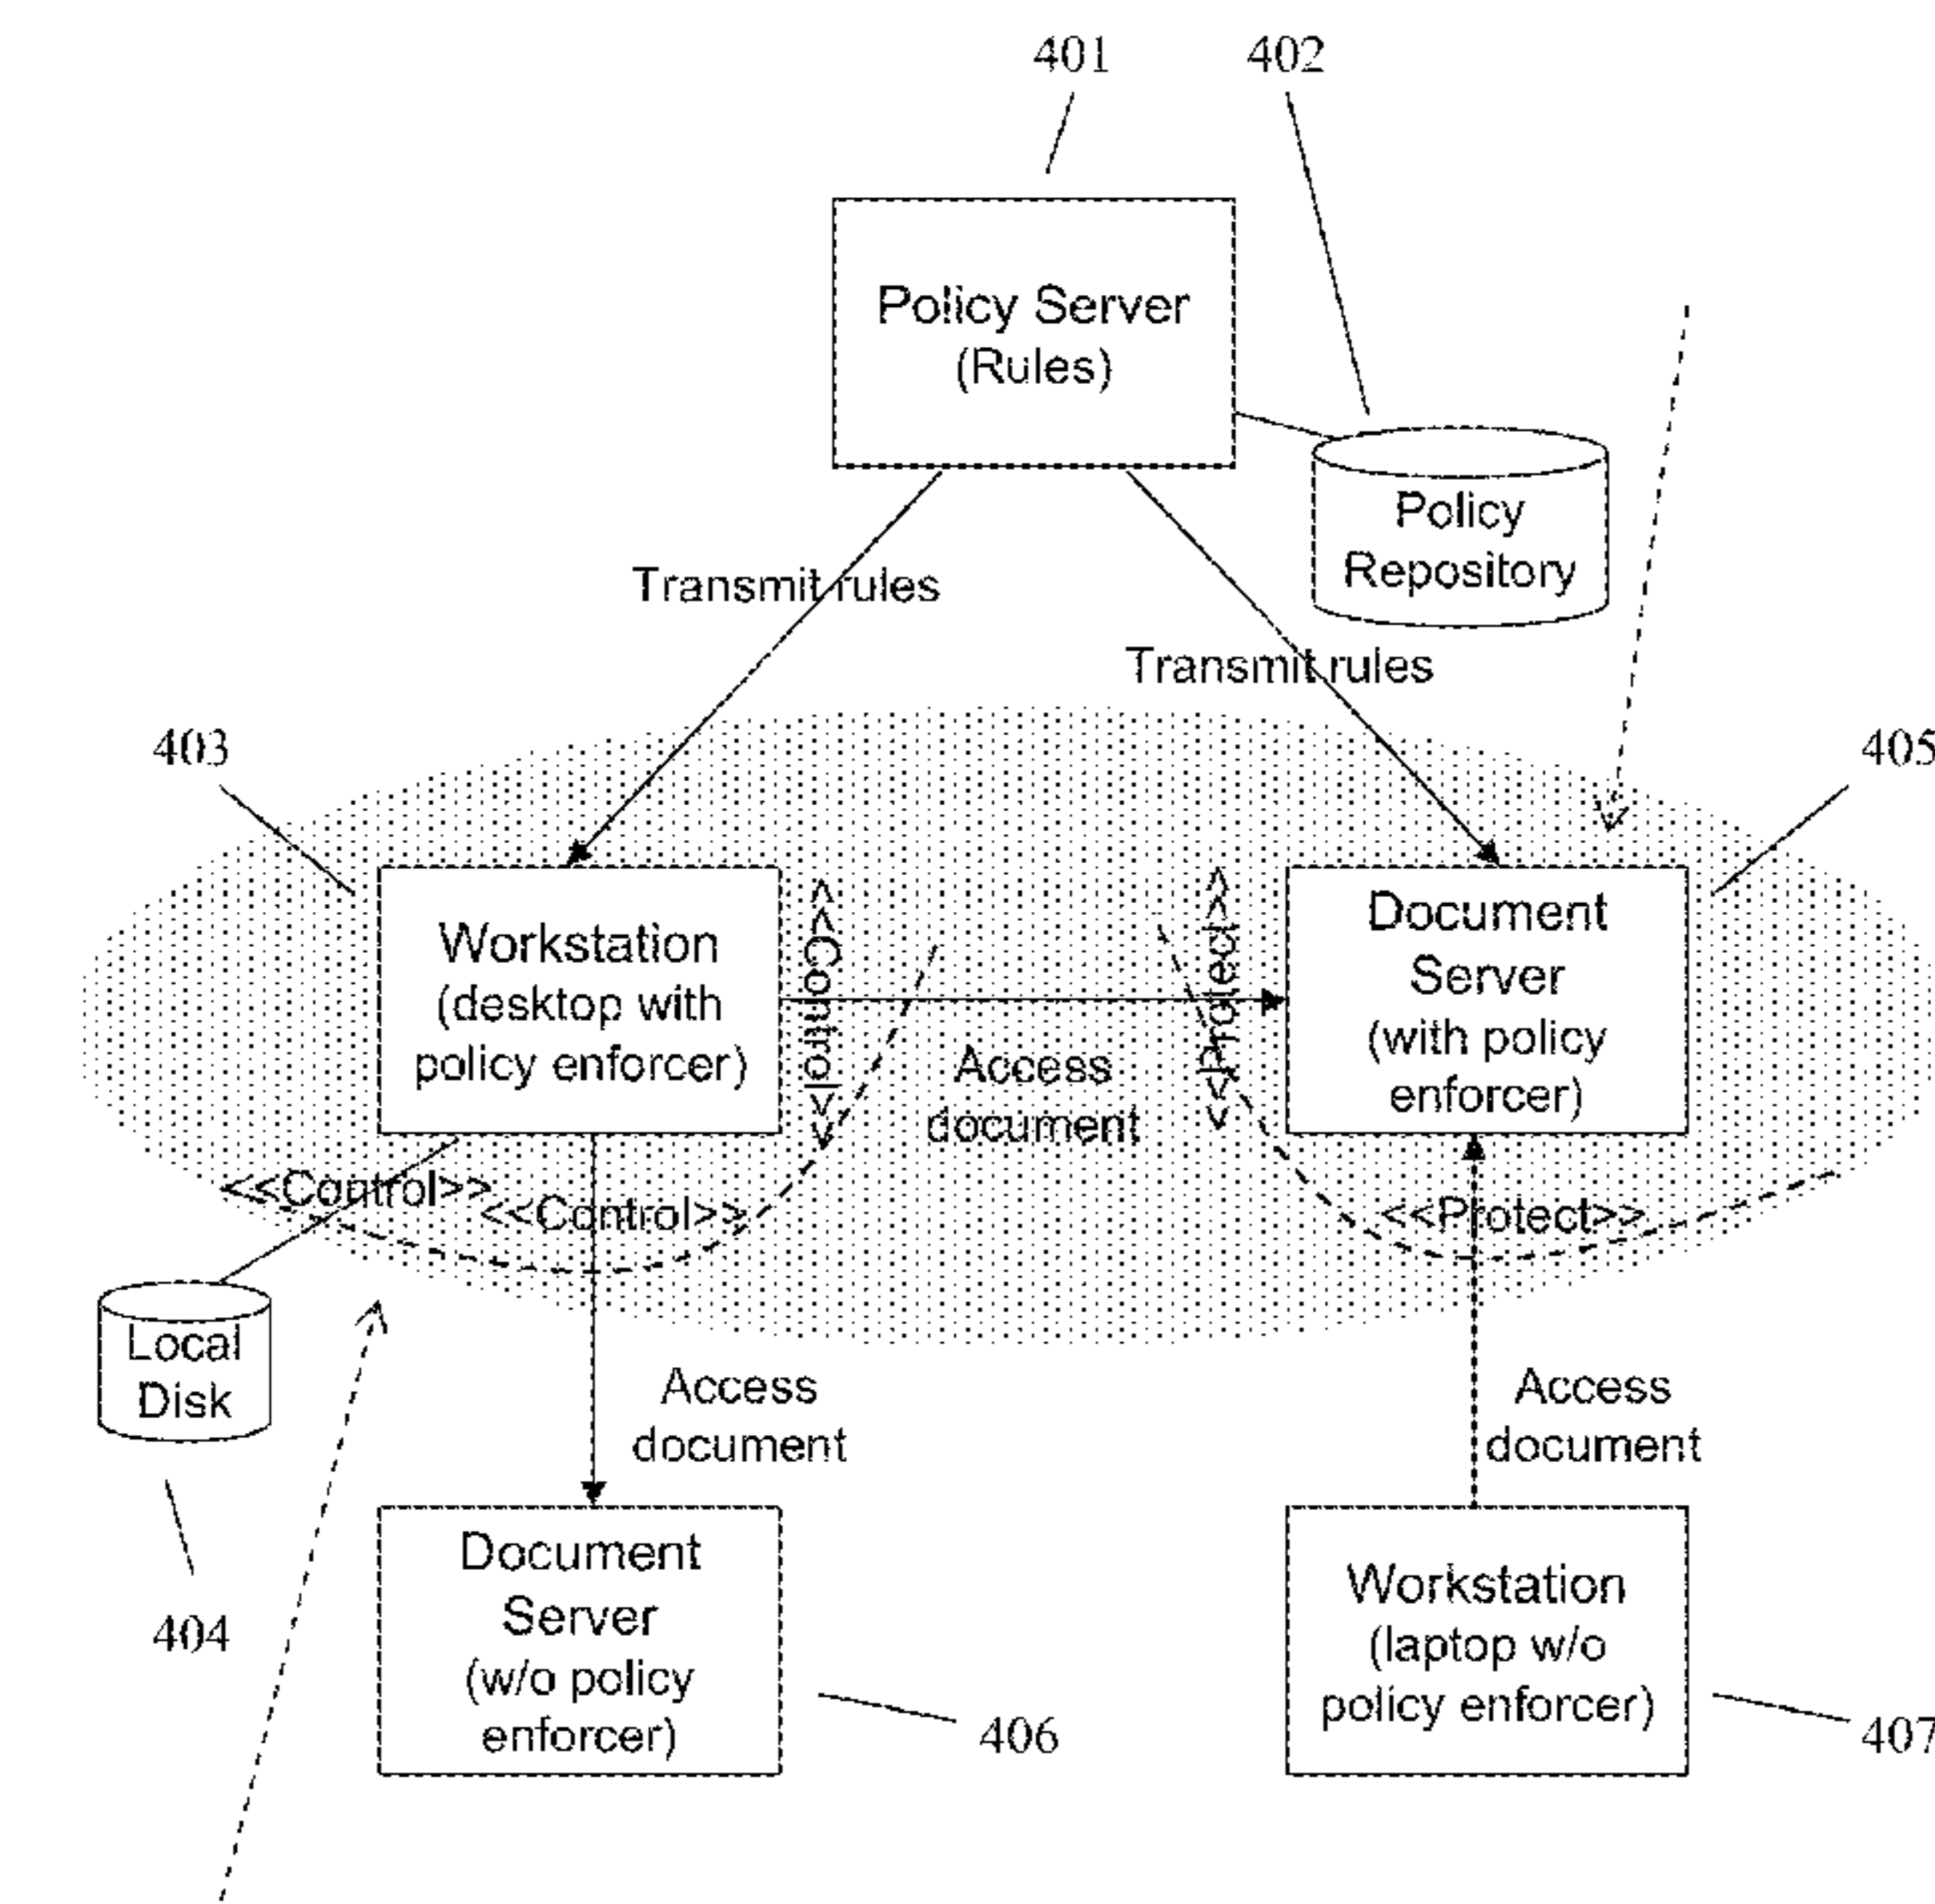 401
402
Policy Server
(Rules)
Policy
Repository
Transmit rules
Transmit rules
403
405
Workstation
(desktop with
policy enforcer)
<<Control>>
<<Protect>>
Document
Server
(with policy
enforcer)
Access
document
<<Control>>
<<Control>>
<<Protect>>
Local
Disk
Access
document
Access
document
404
Document
Server
(w/o policy
enforcer)
406
Workstation
(laptop w/o
policy enforcer)
407